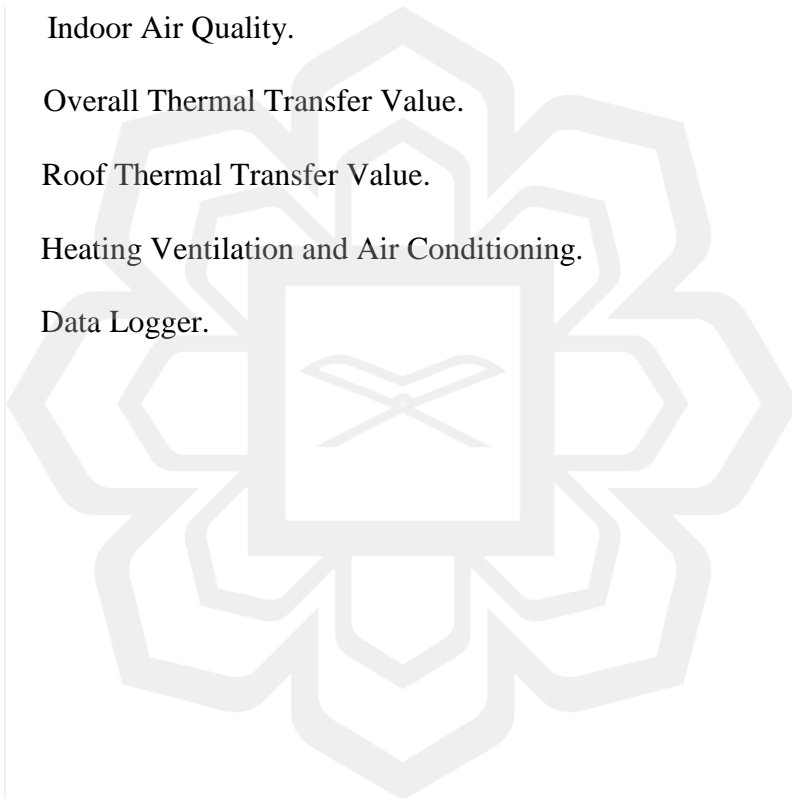 Indoor Air Quality.
Overall Thermal Transfer Value.
Roof Thermal Transfer Value.
Heating Ventilation and Air Conditioning.
Data Logger.